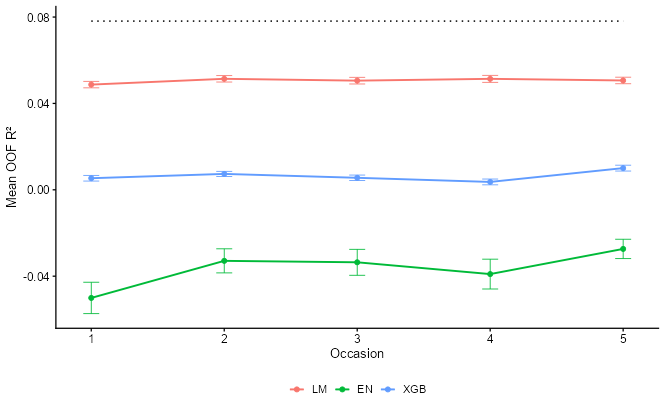 Mean OOF R²
0.08
0.04
0.00
-0.04
1 2 3 4 5
Occasion
LM EN XGB